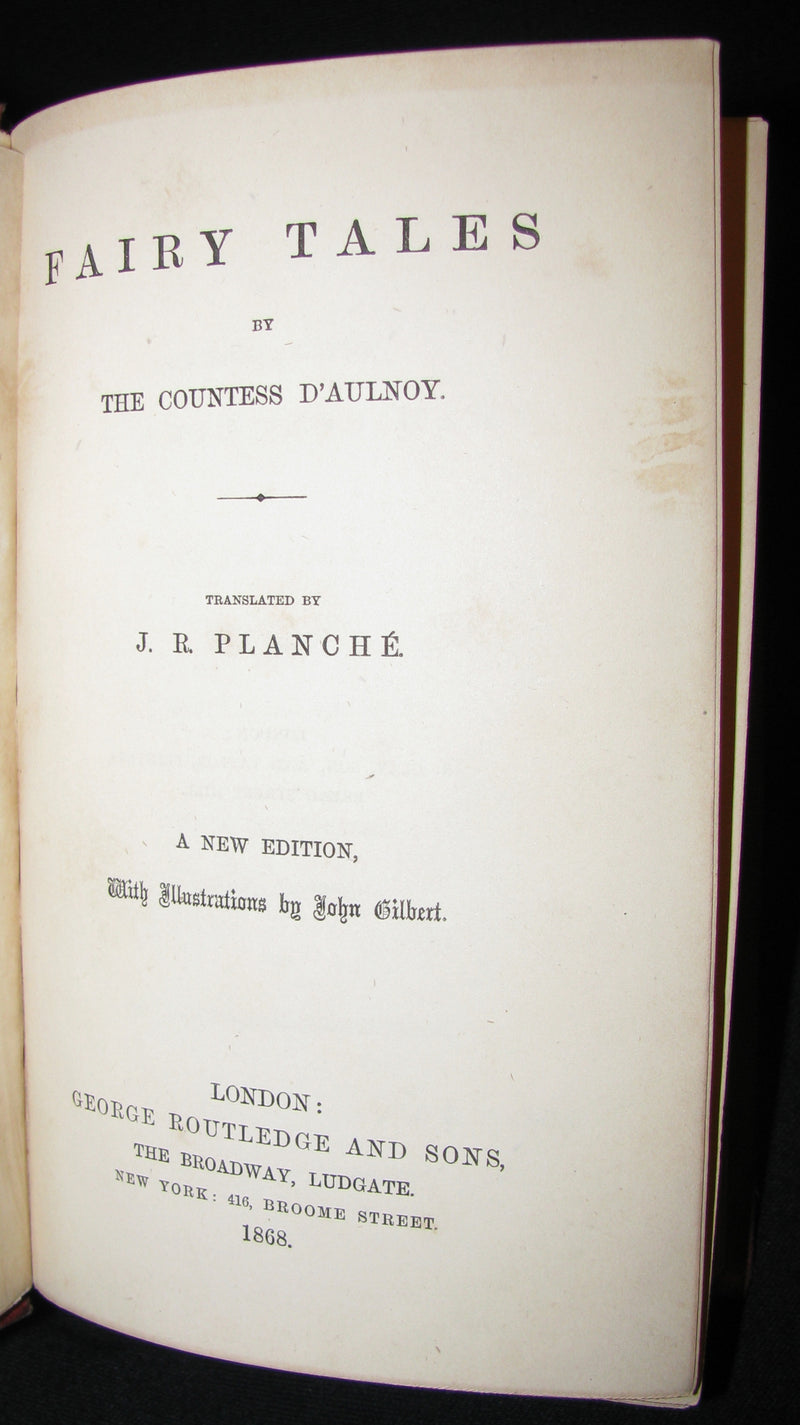 FAIRY TALES
BY
THE COUNTESS D'AULNOY.
TRANSLATED BY
J. R. PLANCHÉ.
A NEW EDITION,
With Illustrations by John Gilbert.
LONDON:
GEORGE ROUTLEDGE AND SONS,
THE BROADWAY, LUDGATE.
NEW YORK: 416, BROOME STREET.
1868.